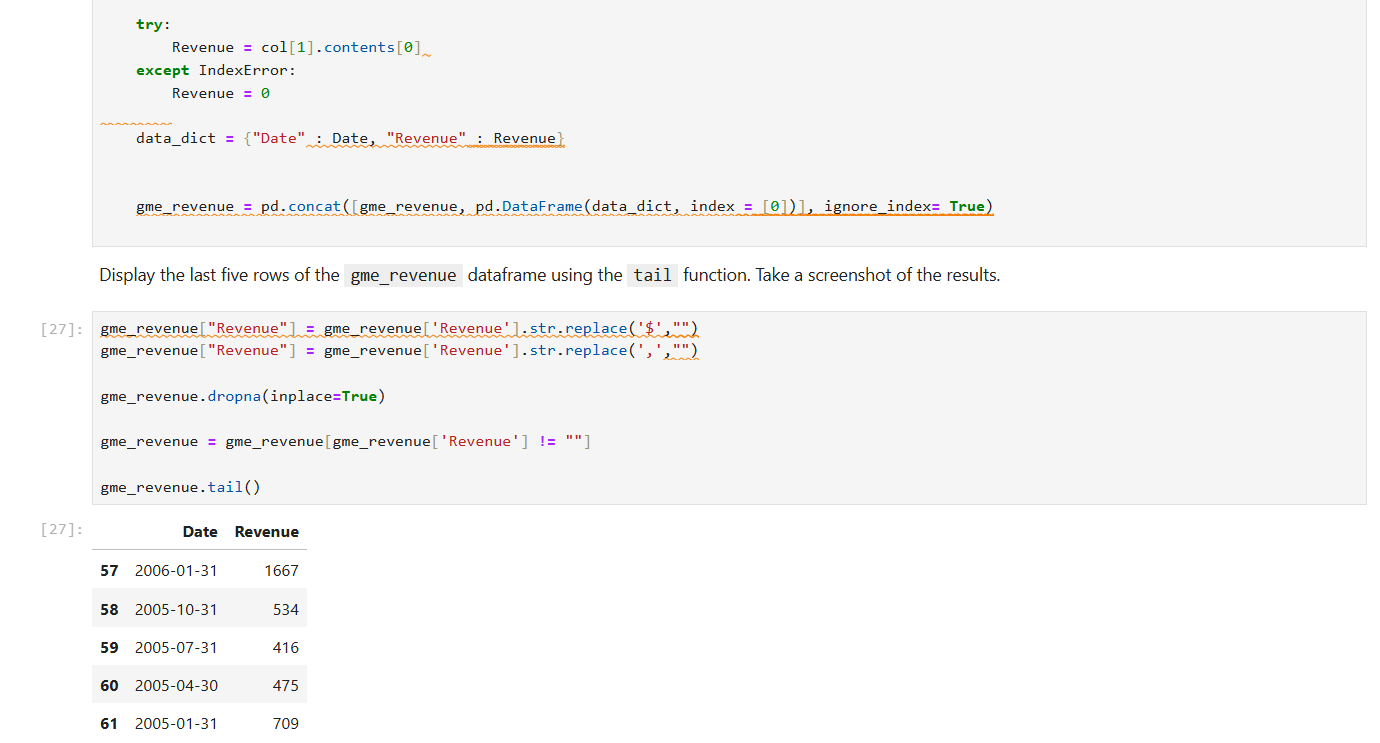 try:
Revenue = col[1].contents[0]
except IndexError:
Revenue = 0
data_dict = {"Date" : Date, "Revenue" : Revenue}
gme_revenue = pd.concat([gme_revenue, pd.DataFrame(data_dict, index = [0])], ignore_index= True)
Display the last five rows of the gme_revenue dataframe using the tail function. Take a screenshot of the results.
[27]: gme_revenue["Revenue"] = gme_revenue['Revenue'].str.replace('$',"")
gme_revenue["Revenue"] = gme_revenue['Revenue'].str.replace(',',"")
gme_revenue.dropna(inplace=True)
gme_revenue = gme_revenue[gme_revenue['Revenue'] != ""]
gme_revenue.tail()
[27]: Date Revenue
57 2006-01-31 1667
58 2005-10-31 534
59 2005-07-31 416
60 2005-04-30 475
61 2005-01-31 709